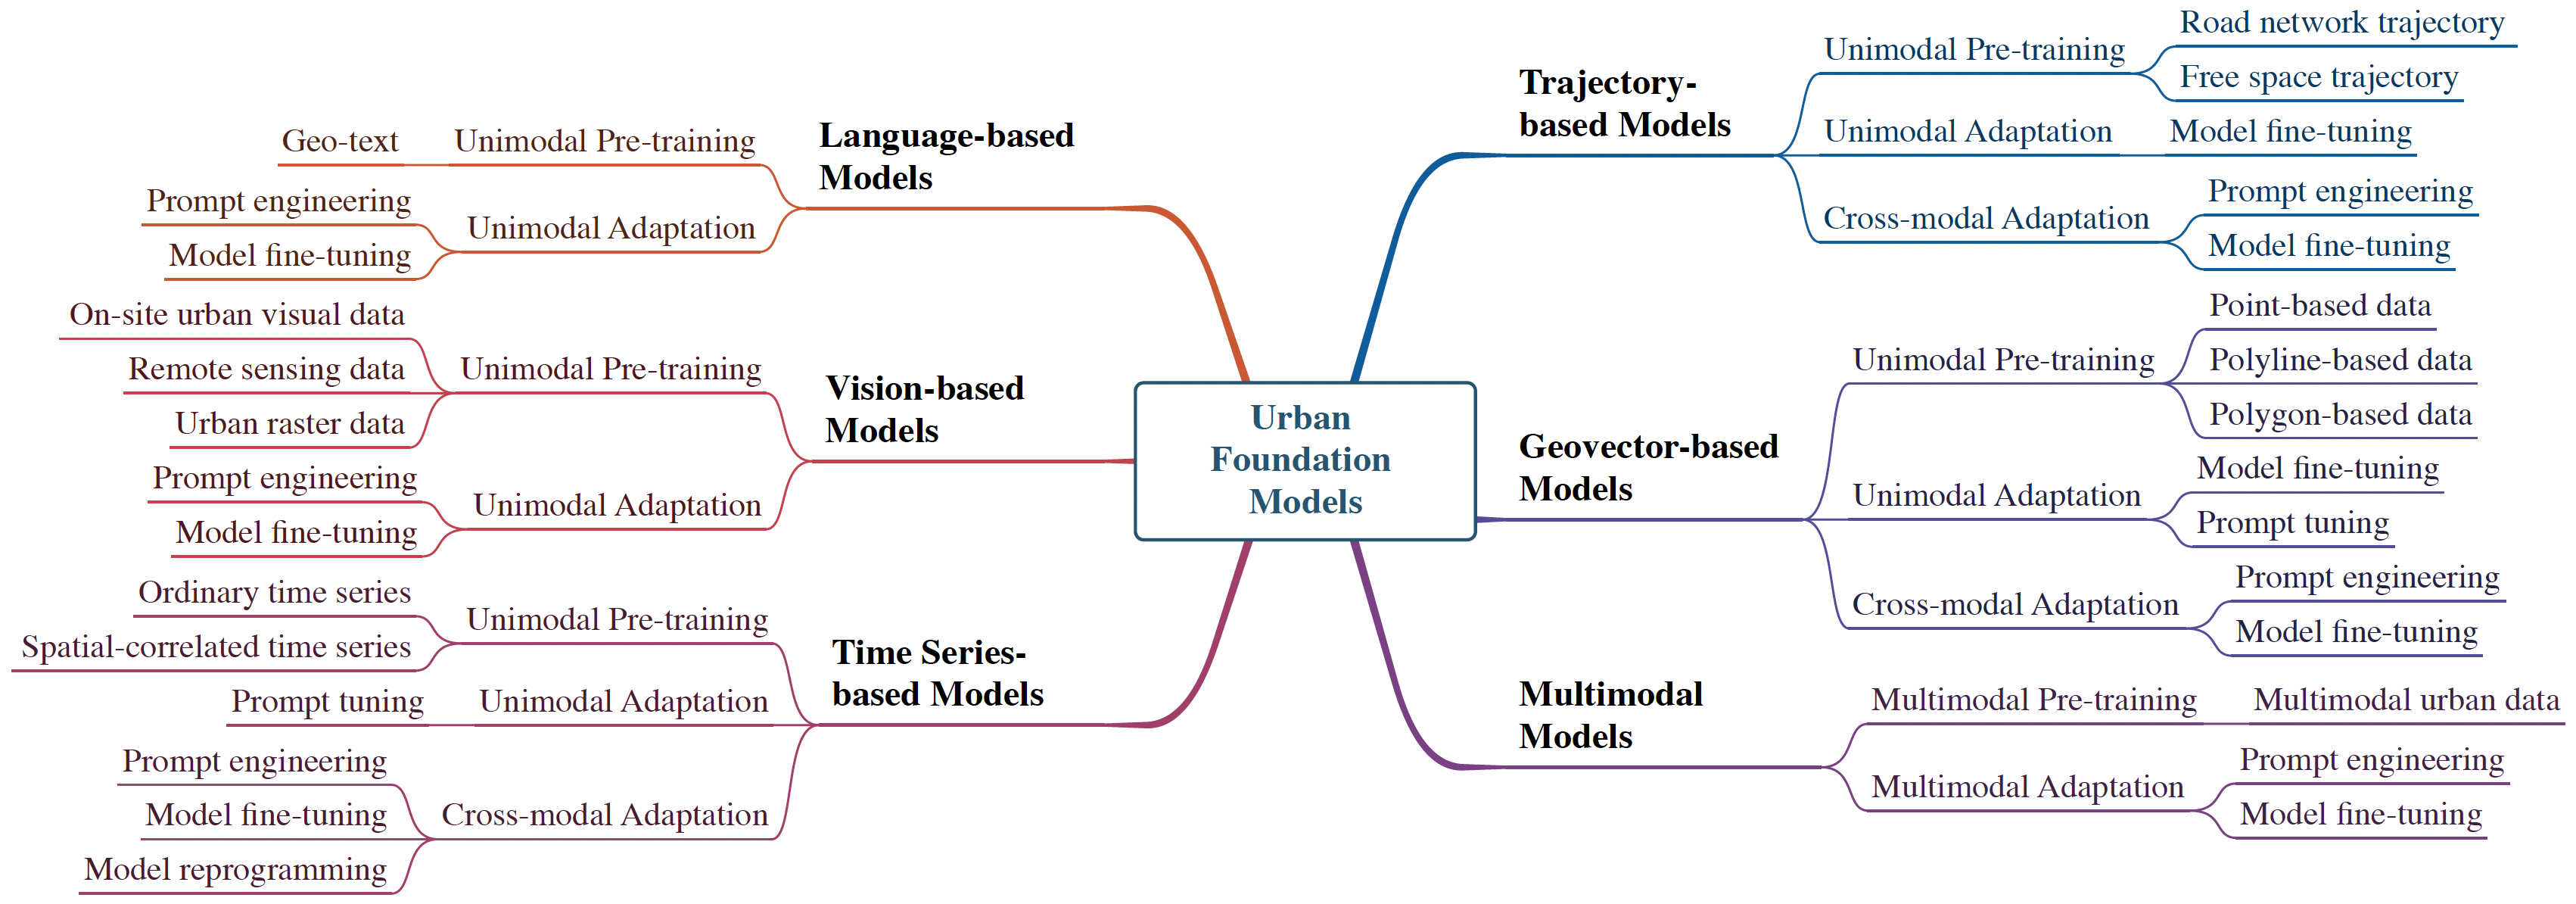 Urban
Foundation
Models
Language-based
Models
Unimodal Pre-training
Geo-text
Unimodal Adaptation
Prompt engineering
Model fine-tuning
Vision-based
Models
Unimodal Pre-training
On-site urban visual data
Remote sensing data
Urban raster data
Unimodal Adaptation
Prompt engineering
Model fine-tuning
Time Series-
based Models
Unimodal Pre-training
Ordinary time series
Spatial-correlated time series
Unimodal Adaptation
Prompt tuning
Cross-modal Adaptation
Prompt engineering
Model fine-tuning
Model reprogramming
Trajectory-
based Models
Unimodal Pre-training
Road network trajectory
Free space trajectory
Unimodal Adaptation
Model fine-tuning
Cross-modal Adaptation
Prompt engineering
Model fine-tuning
Geovector-based
Models
Unimodal Pre-training
Point-based data
Polyline-based data
Polygon-based data
Unimodal Adaptation
Model fine-tuning
Prompt tuning
Cross-modal Adaptation
Prompt engineering
Model fine-tuning
Multimodal
Models
Multimodal Pre-training
Multimodal urban data
Multimodal Adaptation
Prompt engineering
Model fine-tuning